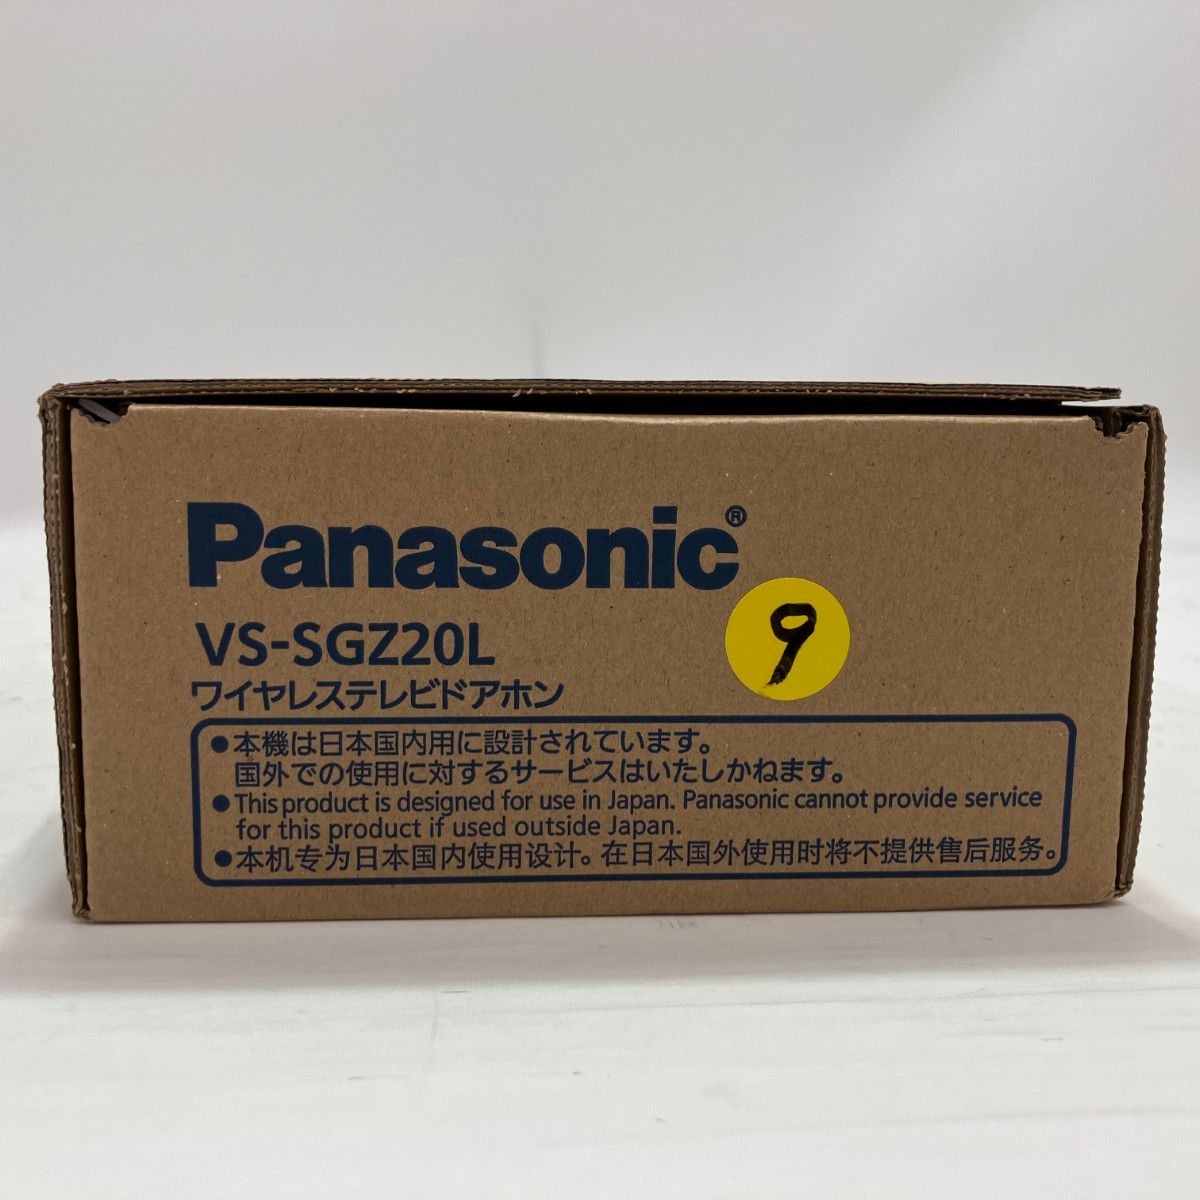 Panasonic®
VS-SGZ20L
9
ワイヤレステレビドアホン
●本機は日本国内用に設計されています。
国外での使用に対するサービスはいたしかねます。
●This product is designed for use in Japan. Panasonic cannot provide service
for this product if used outside Japan.
●本机专为日本国内使用设计。在日本国外使用时将不提供售后服务。